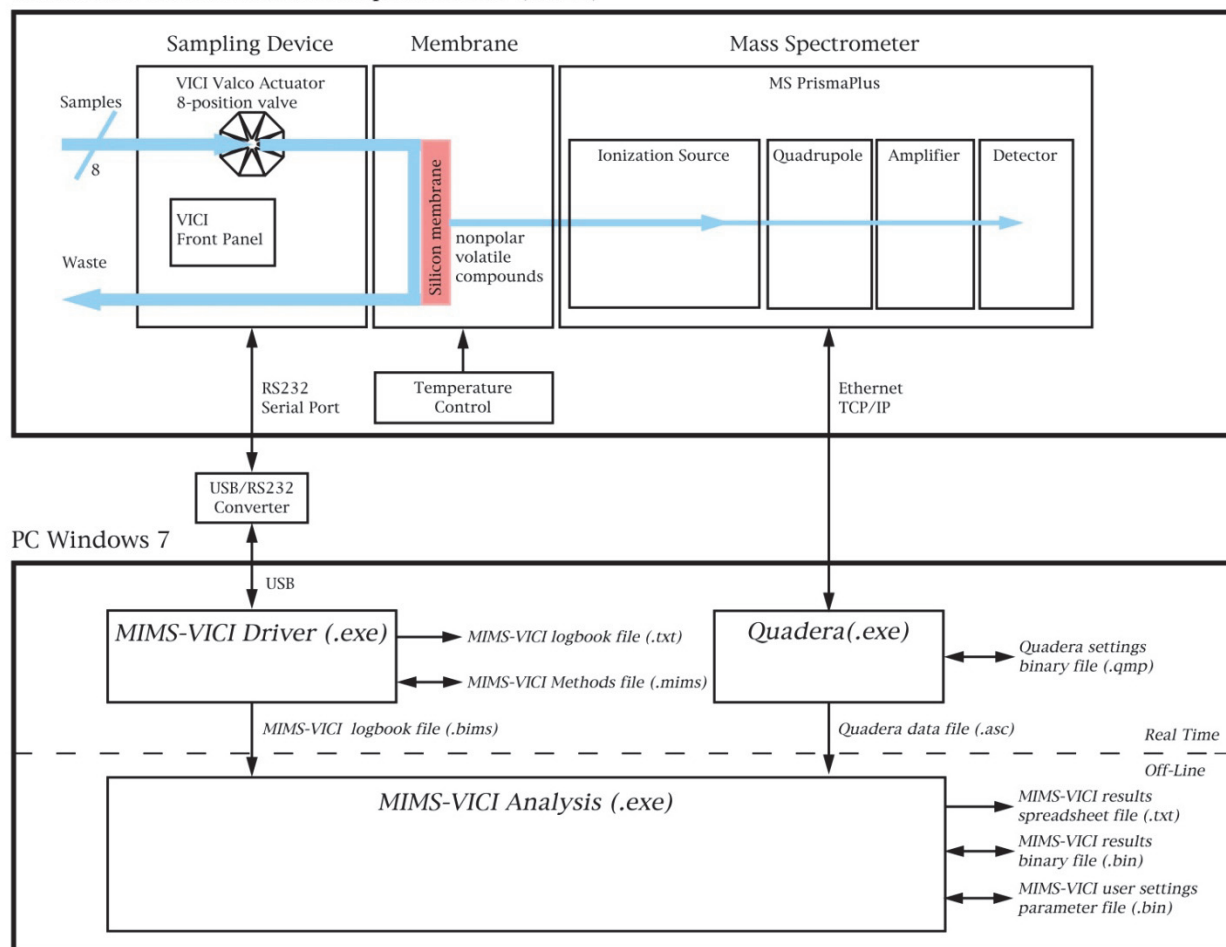 Sampling Device
Membrane
Mass Spectrometer
VICI Valco Actuator
8-position valve
MS PrismaPlus
Samples
8
Ionization Source
Quadrupole
Amplifier
Detector
VICI
Front Panel
Silicon membrane
nonpolar
volatile
compounds
Waste
RS232
Serial Port
Temperature
Control
Ethernet
TCP/IP
USB/RS232
Converter
PC Windows 7
USB
MIMS-VICI Driver (.exe)
MIMS-VICI logbook file (.txt)
MIMS-VICI Methods file (.mims)
Quadera(.exe)
Quadera settings
binary file (.qmp)
MIMS-VICI logbook file (.bims)
Quadera data file (.asc)
Real Time
Off-Line
MIMS-VICI Analysis (.exe)
MIMS-VICI results
spreadsheet file (.txt)
MIMS-VICI results
binary file (.bin)
MIMS-VICI user settings
parameter file (.bin)